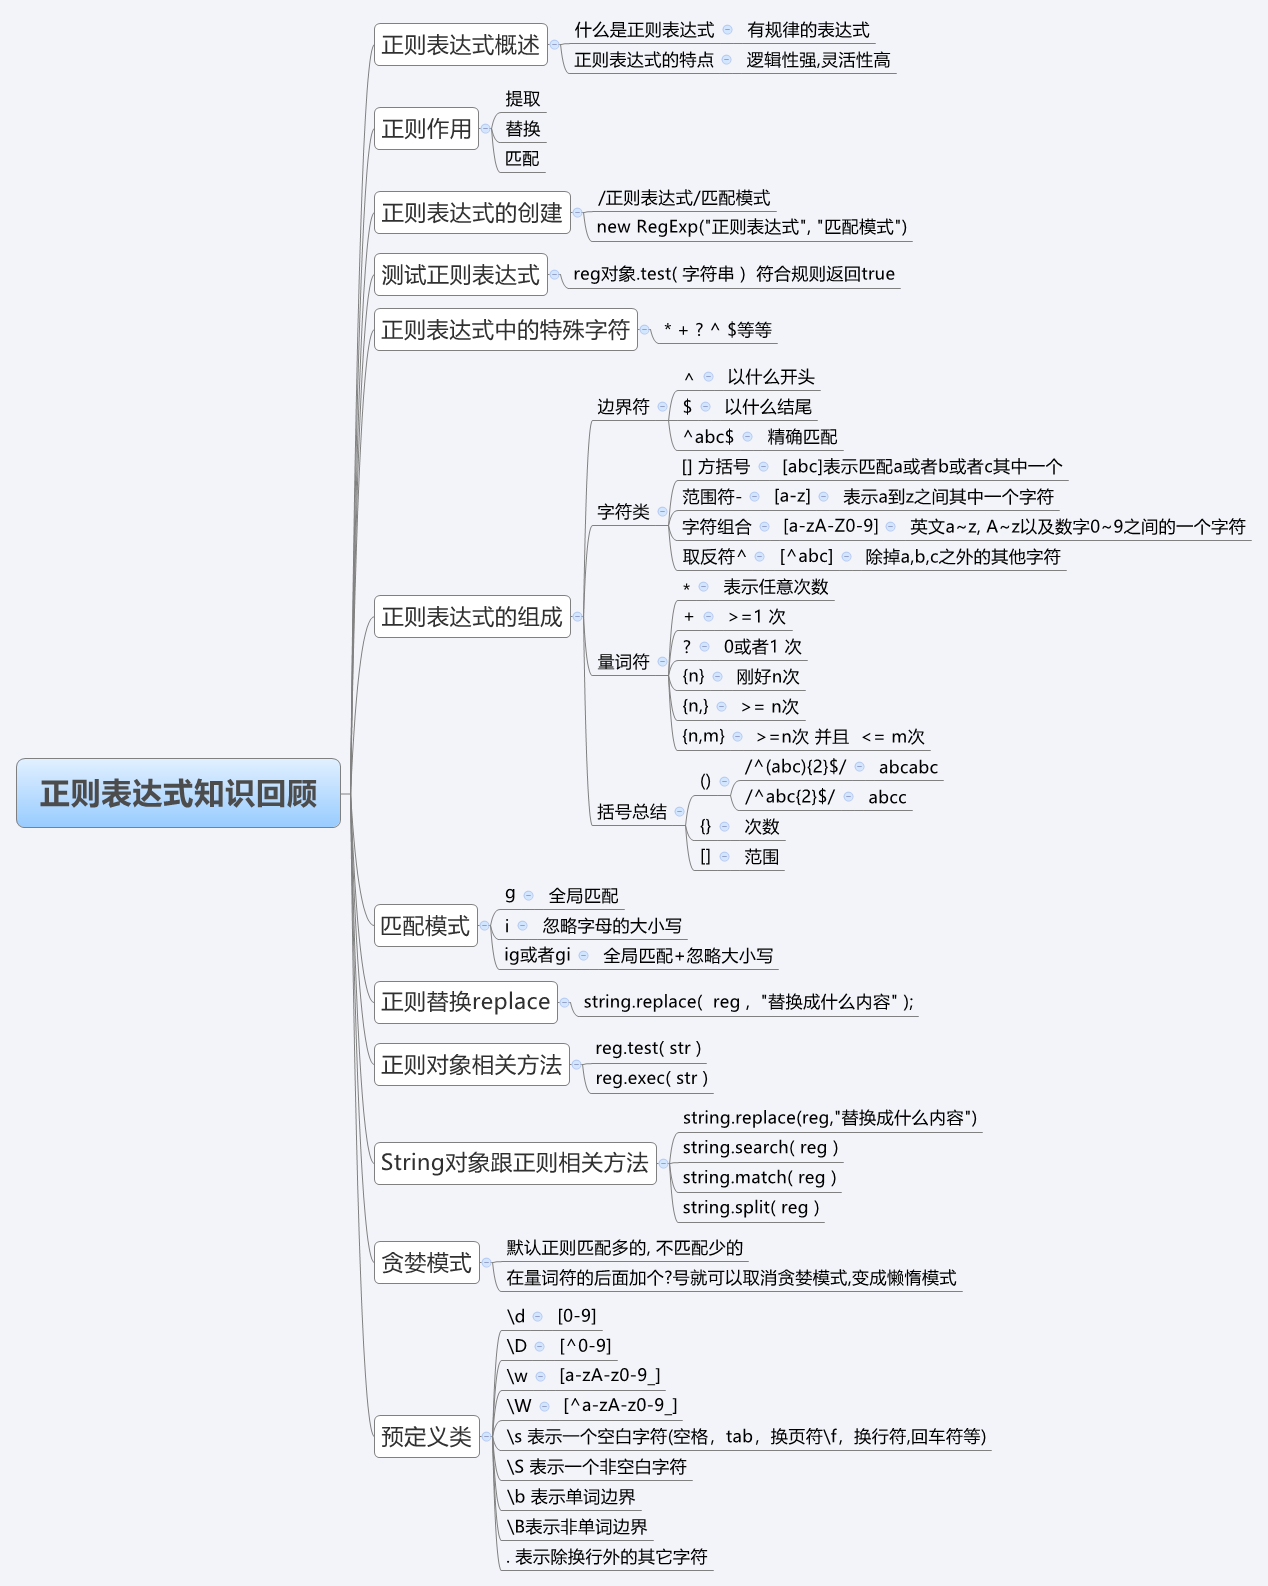 正则表达式知识回顾
正则表达式概述
什么是正则表达式 有规律的表达式
正则表达式的特点 逻辑性强,灵活性高
正则作用
提取
替换
匹配
正则表达式的创建
/正则表达式/匹配模式
new RegExp("正则表达式", "匹配模式")
测试正则表达式
reg对象.test( 字符串 ) 符合规则返回true
正则表达式中的特殊字符
* + ? ^ $等等
正则表达式的组成
边界符
^ 以什么开头
$ 以什么结尾
^abc$ 精确匹配
字符类
[] 方括号 [abc]表示匹配a或者b或者c其中一个
范围符- [a-z] 表示a到z之间其中一个字符
字符组合 [a-zA-Z0-9] 英文a~z, A~z以及数字0~9之间的一个字符
取反符^ [^abc] 除掉a,b,c之外的其他字符
量词符
* 表示任意次数
+ >=1 次
? 0或者1 次
{n} 刚好n次
{n,} >= n次
{n,m} >=n次 并且 <= m次
括号总结
()
/^(abc){2}$/ abcabc
/^abc{2}$/ abcc
{} 次数
[] 范围
匹配模式
g 全局匹配
i 忽略字母的大小写
ig或者gi 全局匹配+忽略大小写
正则替换replace
string.replace( reg , "替换成什么内容" );
正则对象相关方法
reg.test( str )
reg.exec( str )
String对象跟正则相关方法
string.replace(reg,"替换成什么内容")
string.search( reg )
string.match( reg )
string.split( reg )
贪婪模式
默认正则匹配多的, 不匹配少的
在量词符的后面加个?号就可以取消贪婪模式,变成懒惰模式
预定义类
\d [0-9]
\D [^0-9]
\w [a-zA-z0-9_]
\W [^a-zA-z0-9_]
\s 表示一个空白字符(空格，tab，换页符\f，换行符,回车符等)
\S 表示一个非空白字符
\b 表示单词边界
\B表示非单词边界
. 表示除换行外的其它字符